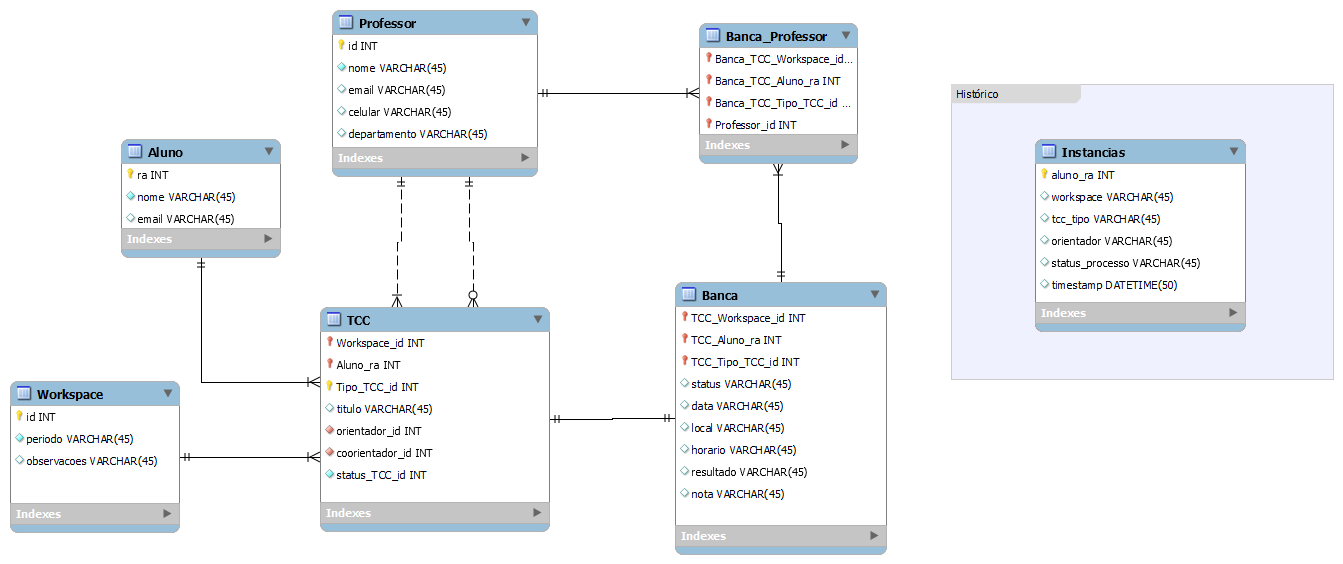 Professor
id INT
nome VARCHAR(45)
email VARCHAR(45)
celular VARCHAR(45)
departamento VARCHAR(45)
Indexes
Banca_Professor
Banca_TCC_Workspace_id...
Banca_TCC_Aluno_ra INT
Banca_TCC_Tipo_TCC_id ...
Professor_id INT
Indexes
Histórico
Instancias
aluno_ra INT
workspace VARCHAR(45)
tcc_tipo VARCHAR(45)
orientador VARCHAR(45)
status_processo VARCHAR(45)
timestamp DATETIME(50)
Indexes
Aluno
ra INT
nome VARCHAR(45)
email VARCHAR(45)
Indexes
TCC
Workspace_id INT
Aluno_ra INT
Tipo_TCC_id INT
titulo VARCHAR(45)
orientador_id INT
coorientador_id INT
status_TCC_id INT
Indexes
Banca
TCC_Workspace_id INT
TCC_Aluno_ra INT
TCC_Tipo_TCC_id INT
status VARCHAR(45)
data VARCHAR(45)
local VARCHAR(45)
horario VARCHAR(45)
resultado VARCHAR(45)
nota VARCHAR(45)
Indexes
Workspace
id INT
periodo VARCHAR(45)
observacoes VARCHAR(45)
Indexes